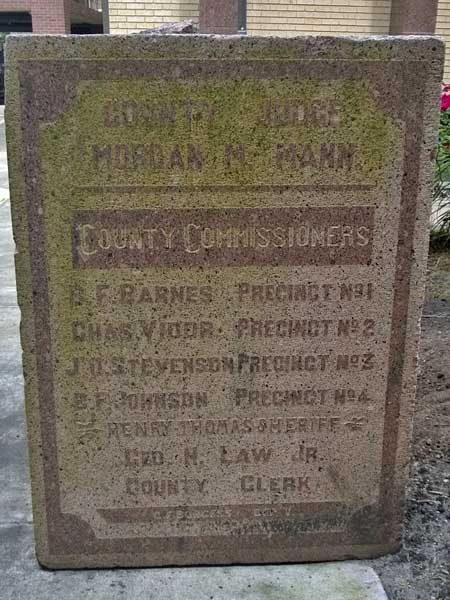 COUNTY JUDGE
MORGAN M. MANN.
COUNTY COMMISSIONERS
B. F. BARNES PRECINCT No 1
CHAS. VIDOR PRECINCT No 2
J. O. STEVENSON PRECINCT No 3
B. F. JOHNSON PRECINCT No 4
HENRY THOMAS SHERIFF
GEO. N. LAW JR.
COUNTY CLERK